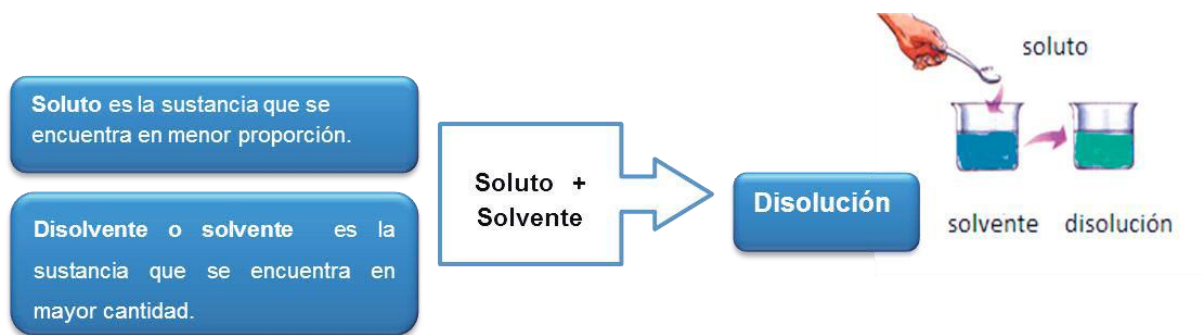 Soluto es la sustancia que se
encuentra en menor proporción.
Disolvente o solvente es la
sustancia que se encuentra en
mayor cantidad.
Soluto +
Solvente
Disolución
soluto
solvente disolución